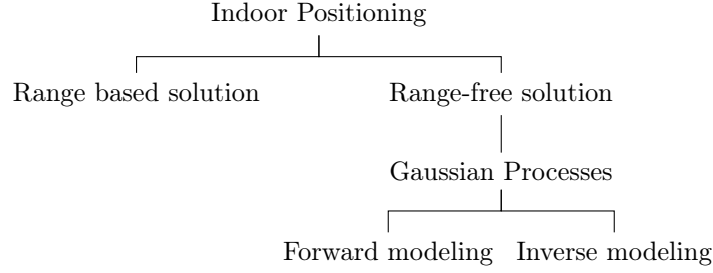 Indoor Positioning
Range based solution Range-free solution
Gaussian Processes
Forward modeling Inverse modeling